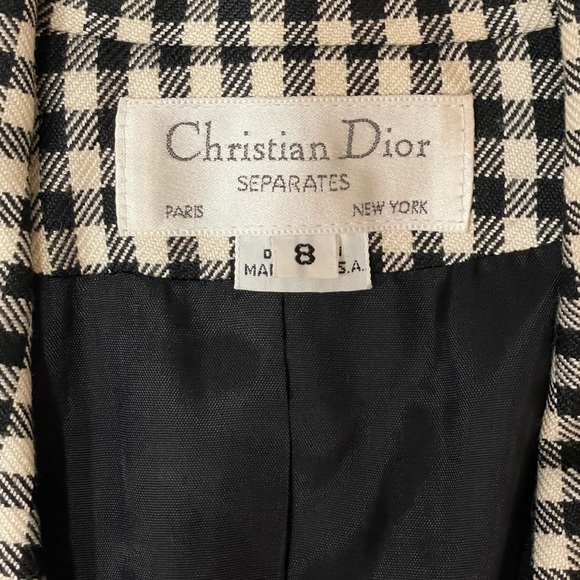 Christian Dior
SEPARATES
PARIS NEW YORK
8
S.A.